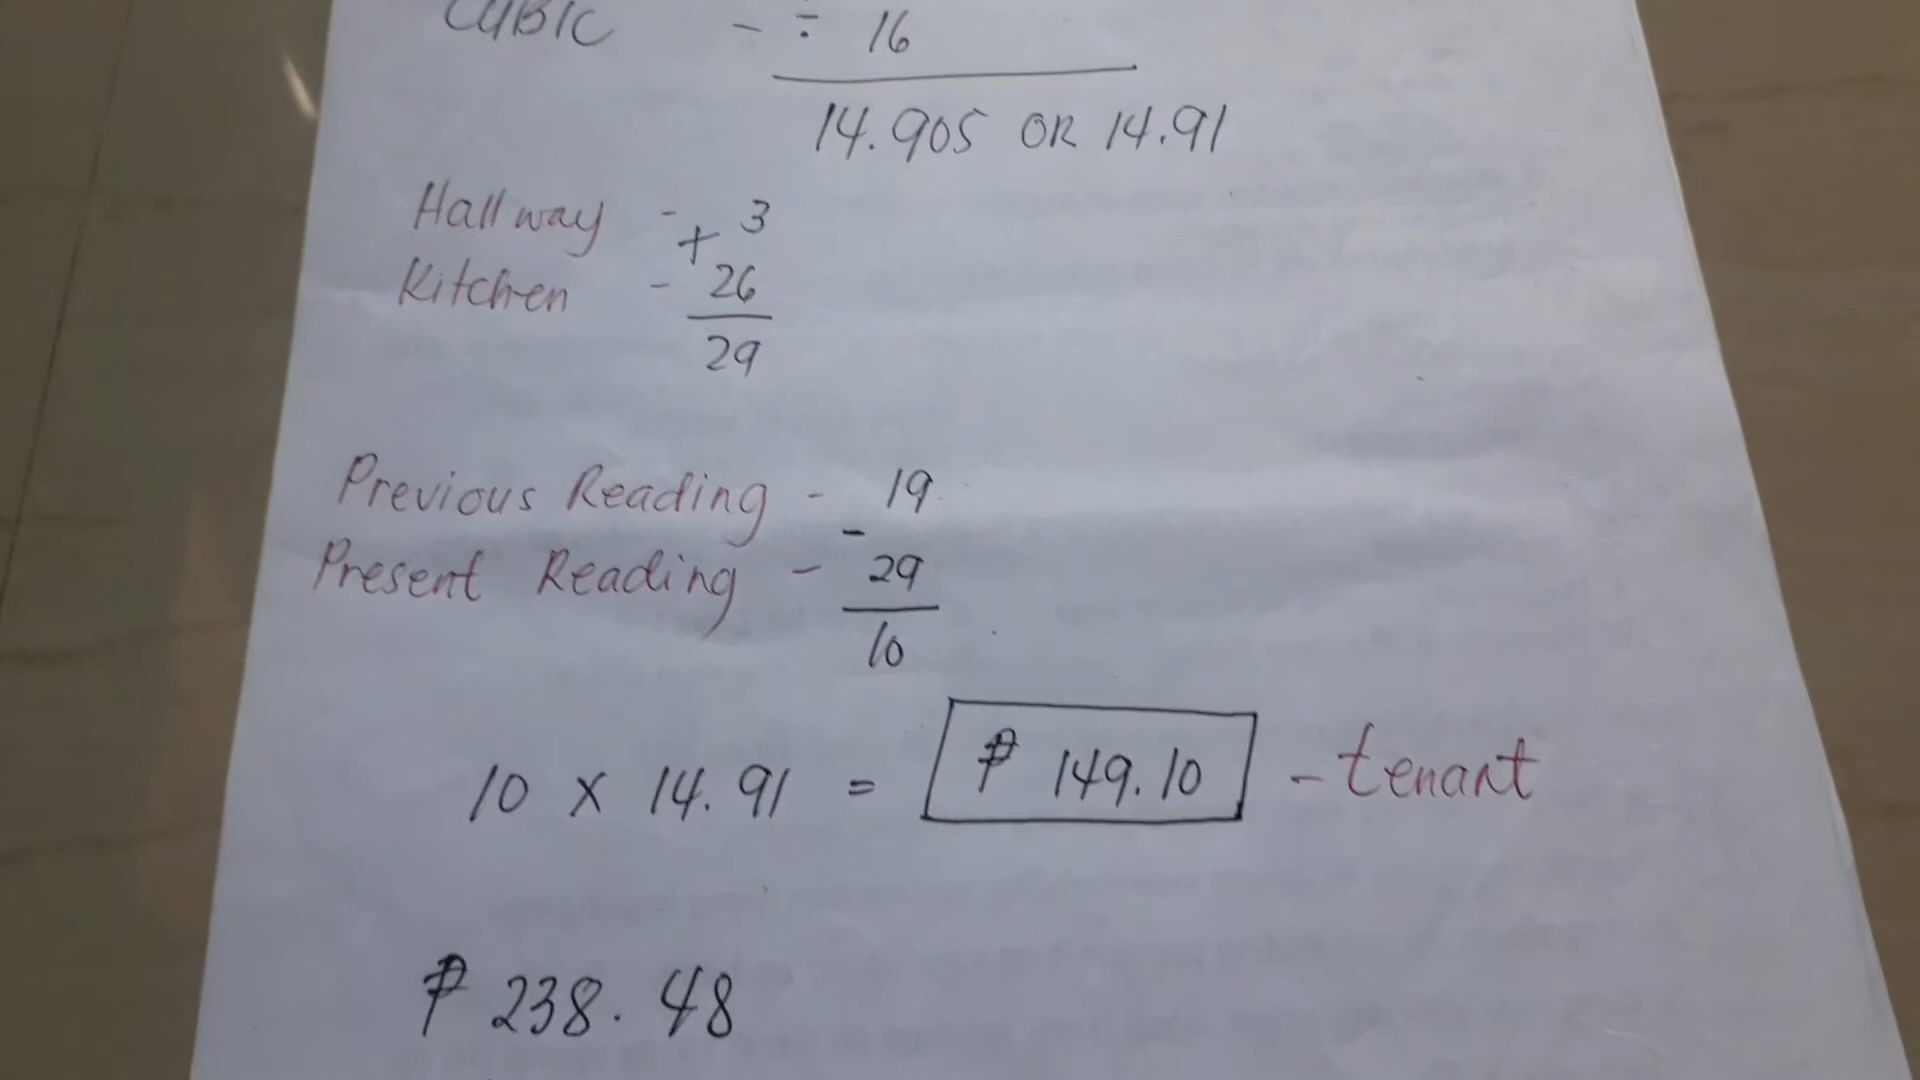 CUBIC - ÷ 16
14.905 OR 14.91
Hallway - 3
+
Kitchen - 26
29
Previous Reading - 19
-
Present Reading - 29
10
10 x 14.91 = ₱ 149.10 - tenant
₱ 238.48